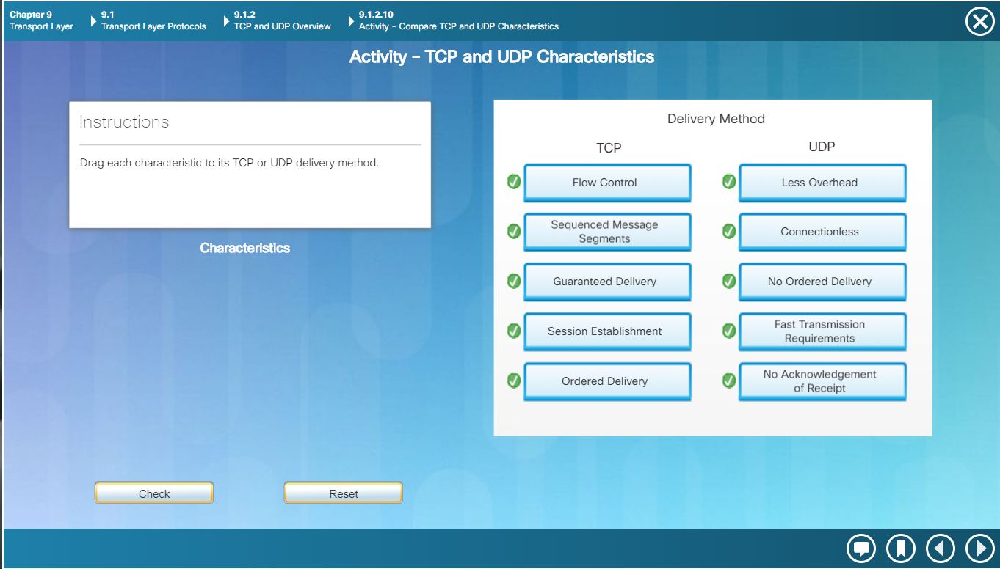 Chapter 9
Transport Layer
9.1
Transport Layer Protocols
9.1.2
TCP and UDP Overview
9.1.2.10
Activity – Compare TCP and UDP Characteristics
Activity – TCP and UDP Characteristics
Instructions
Drag each characteristic to its TCP or UDP delivery method.
Characteristics
Check
Reset
Delivery Method
TCP
UDP
Flow Control
Less Overhead
Sequenced Message
Segments
Connectionless
Guaranteed Delivery
No Ordered Delivery
Session Establishment
Fast Transmission
Requirements
Ordered Delivery
No Acknowledgement
of Receipt